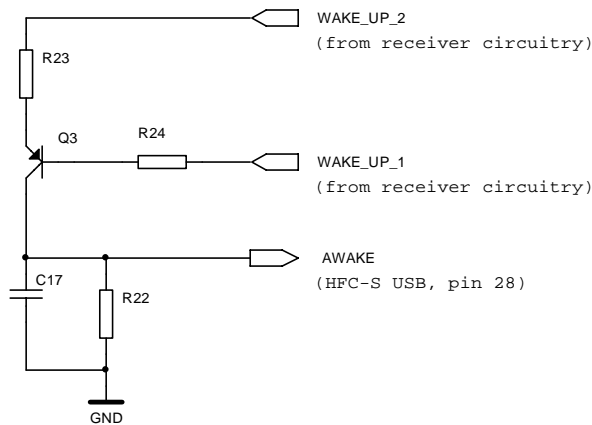 WAKE_UP_2
(from receiver circuitry)
R23
Q3
R24
WAKE_UP_1
(from receiver circuitry)
AWAKE
(HFC-S USB, pin 28)
C17
R22
GND